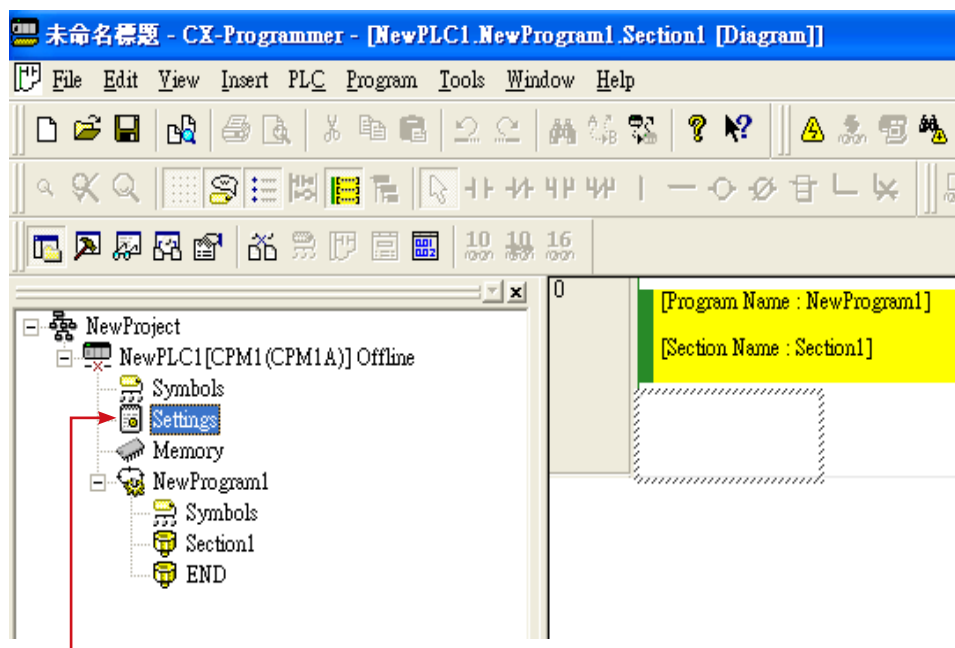 未命名標題 - CX-Programmer - [NewPLC1.NewProgram1.Section1 [Diagram]]
File Edit View Insert PLC Program Tools Window Help
10 10 16
0
[Program Name : NewProgram1]
[Section Name : Section1]
NewProject
NewPLC1[CPM1(CPM1A)] Offline
Symbols
Settings
Memory
NewProgram1
Symbols
Section1
END